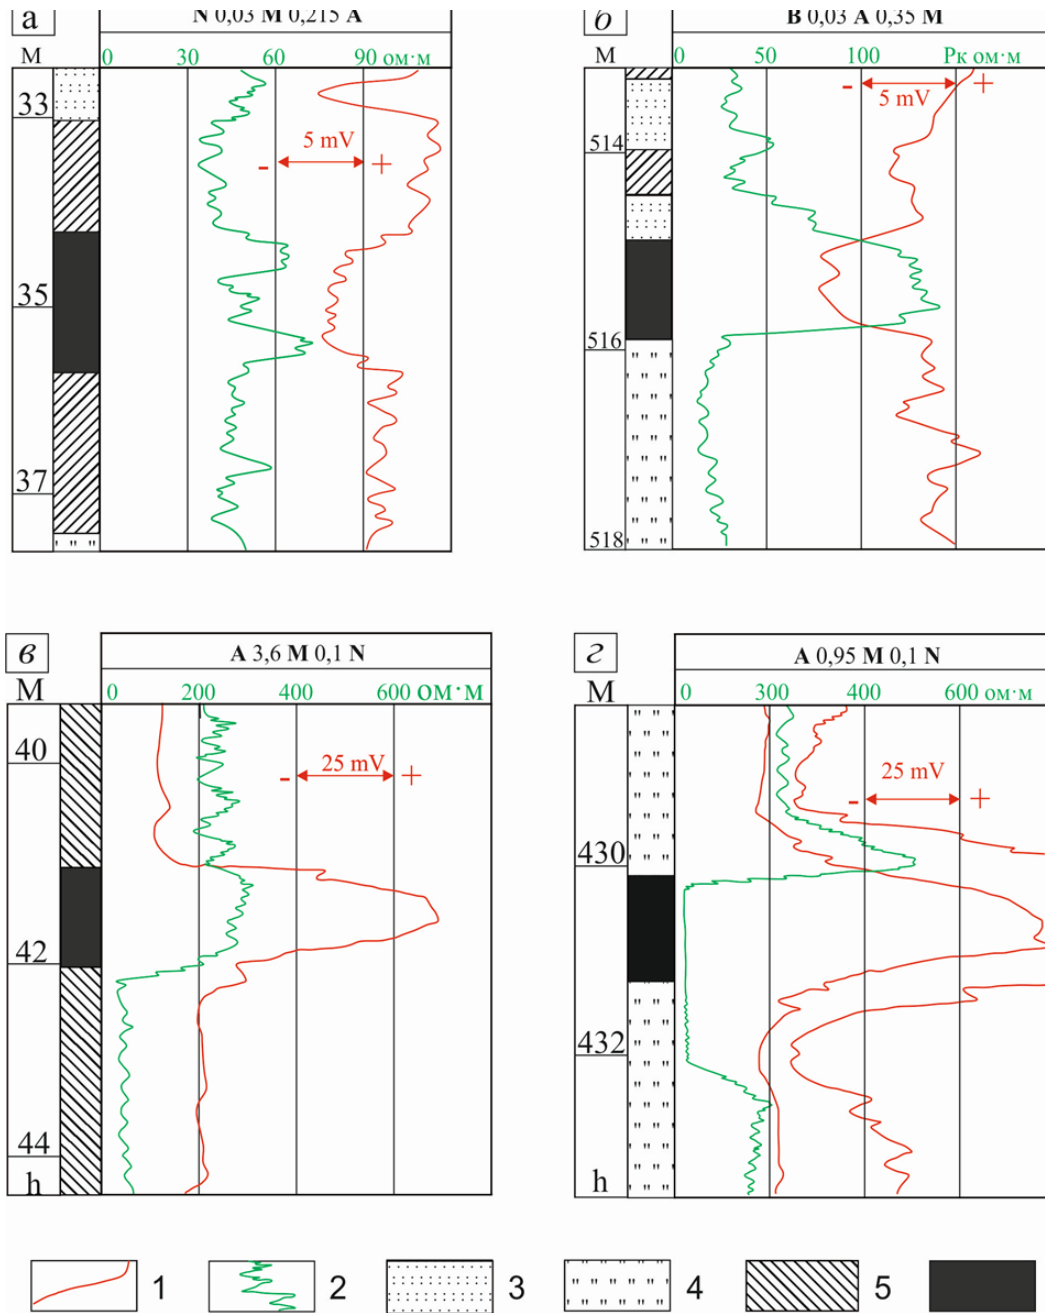 а
N 0,03 M 0,215 A
М
0 30 60 90 ОМ·М
33
5 mV
- +
35
37
б
B 0,03 A 0,35 M
М
0 50 100 Рк ОМ·М
- +
5 mV
514
516
518
в
A 3,6 M 0,1 N
М
0 200 400 600 ОМ·М
40
25 mV
- +
42
44
h
г
A 0,95 M 0,1 N
М
0 300 400 600 ОМ·М
25 mV
- +
430
432
h
1 2 3 4 5